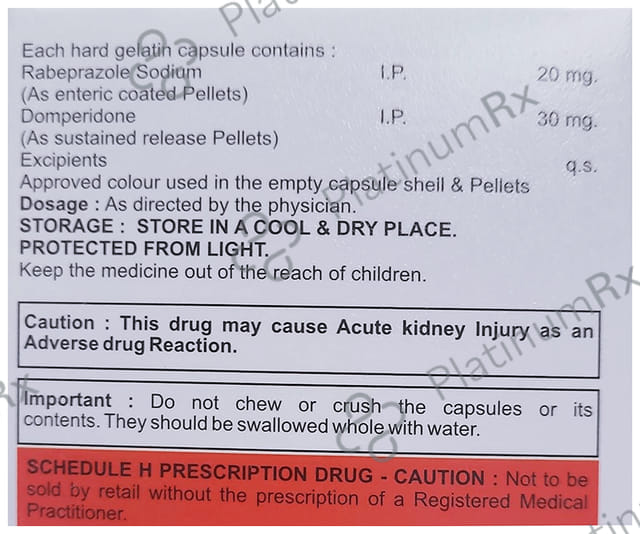 Each hard gelatin capsule contains :
Rabeprazole Sodium I.P. 20 mg.
(As enteric coated Pellets)
Domperidone I.P. 30 mg.
(As sustained release Pellets)
Excipients q.s.
Approved colour used in the empty capsule shell & Pellets
Dosage : As directed by the physician.
STORAGE : STORE IN A COOL & DRY PLACE.
PROTECTED FROM LIGHT.
Keep the medicine out of the reach of children.
Caution : This drug may cause Acute kidney Injury as an
Adverse drug Reaction.
Important : Do not chew or crush the capsules or its
contents. They should be swallowed whole with water.
SCHEDULE H PRESCRIPTION DRUG - CAUTION : Not to be
sold by retail without the prescription of a Registered Medical
Practitioner.
PlatinumRx
PlatinumRx